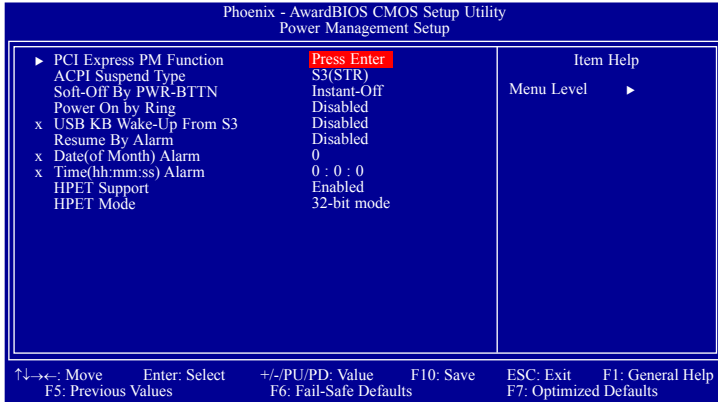 Phoenix - AwardBIOS CMOS Setup Utility
Power Management Setup
► PCI Express PM Function Press Enter
ACPI Suspend Type S3(STR)
Soft-Off By PWR-BTTN Instant-Off
Power On by Ring Disabled
x USB KB Wake-Up From S3 Disabled
Resume By Alarm Disabled
x Date(of Month) Alarm 0
x Time(hh:mm:ss) Alarm 0 : 0 : 0
HPET Support Enabled
HPET Mode 32-bit mode
Item Help
Menu Level ►
↑↓→←: Move Enter: Select +/-/PU/PD: Value F10: Save ESC: Exit F1: General Help
F5: Previous Values F6: Fail-Safe Defaults F7: Optimized Defaults